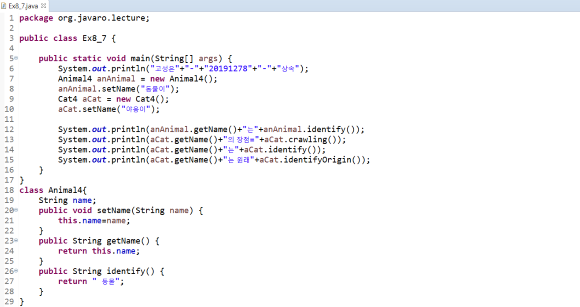 Ex8_7.java
1 package org.javaro.lecture;
2
3 public class Ex8_7 {
4
5 public static void main(String[] args) {
6 System.out.println("고성은"+"-"+"20191278"+"-"+"상속");
7 Animal4 anAnimal = new Animal4();
8 anAnimal.setName("동물이");
9 Cat4 aCat = new Cat4();
10 aCat.setName("야옹이");
11
12 System.out.println(anAnimal.getName()+"는"+anAnimal.identify());
13 System.out.println(aCat.getName()+"의 장점="+aCat.crawling());
14 System.out.println(aCat.getName()+"는"+aCat.identify());
15 System.out.println(aCat.getName()+"는 원래"+aCat.identifyOrigin());
16 }
17 }
18 class Animal4{
19 String name;
20 public void setName(String name) {
21 this.name=name;
22 }
23 public String getName() {
24 return this.name;
25 }
26 public String identify() {
27 return " 동물";
28 }
29 }